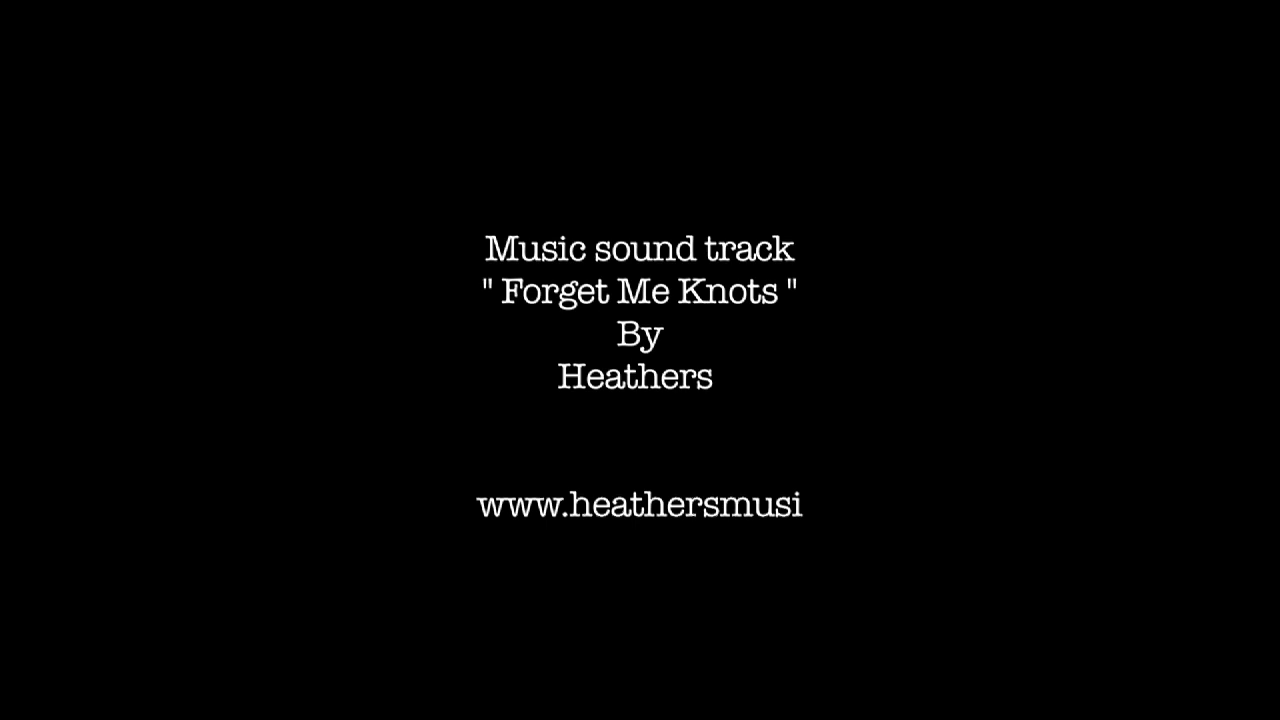 Music sound track
" Forget Me Knots "
By
Heathers
www.heathersmusi